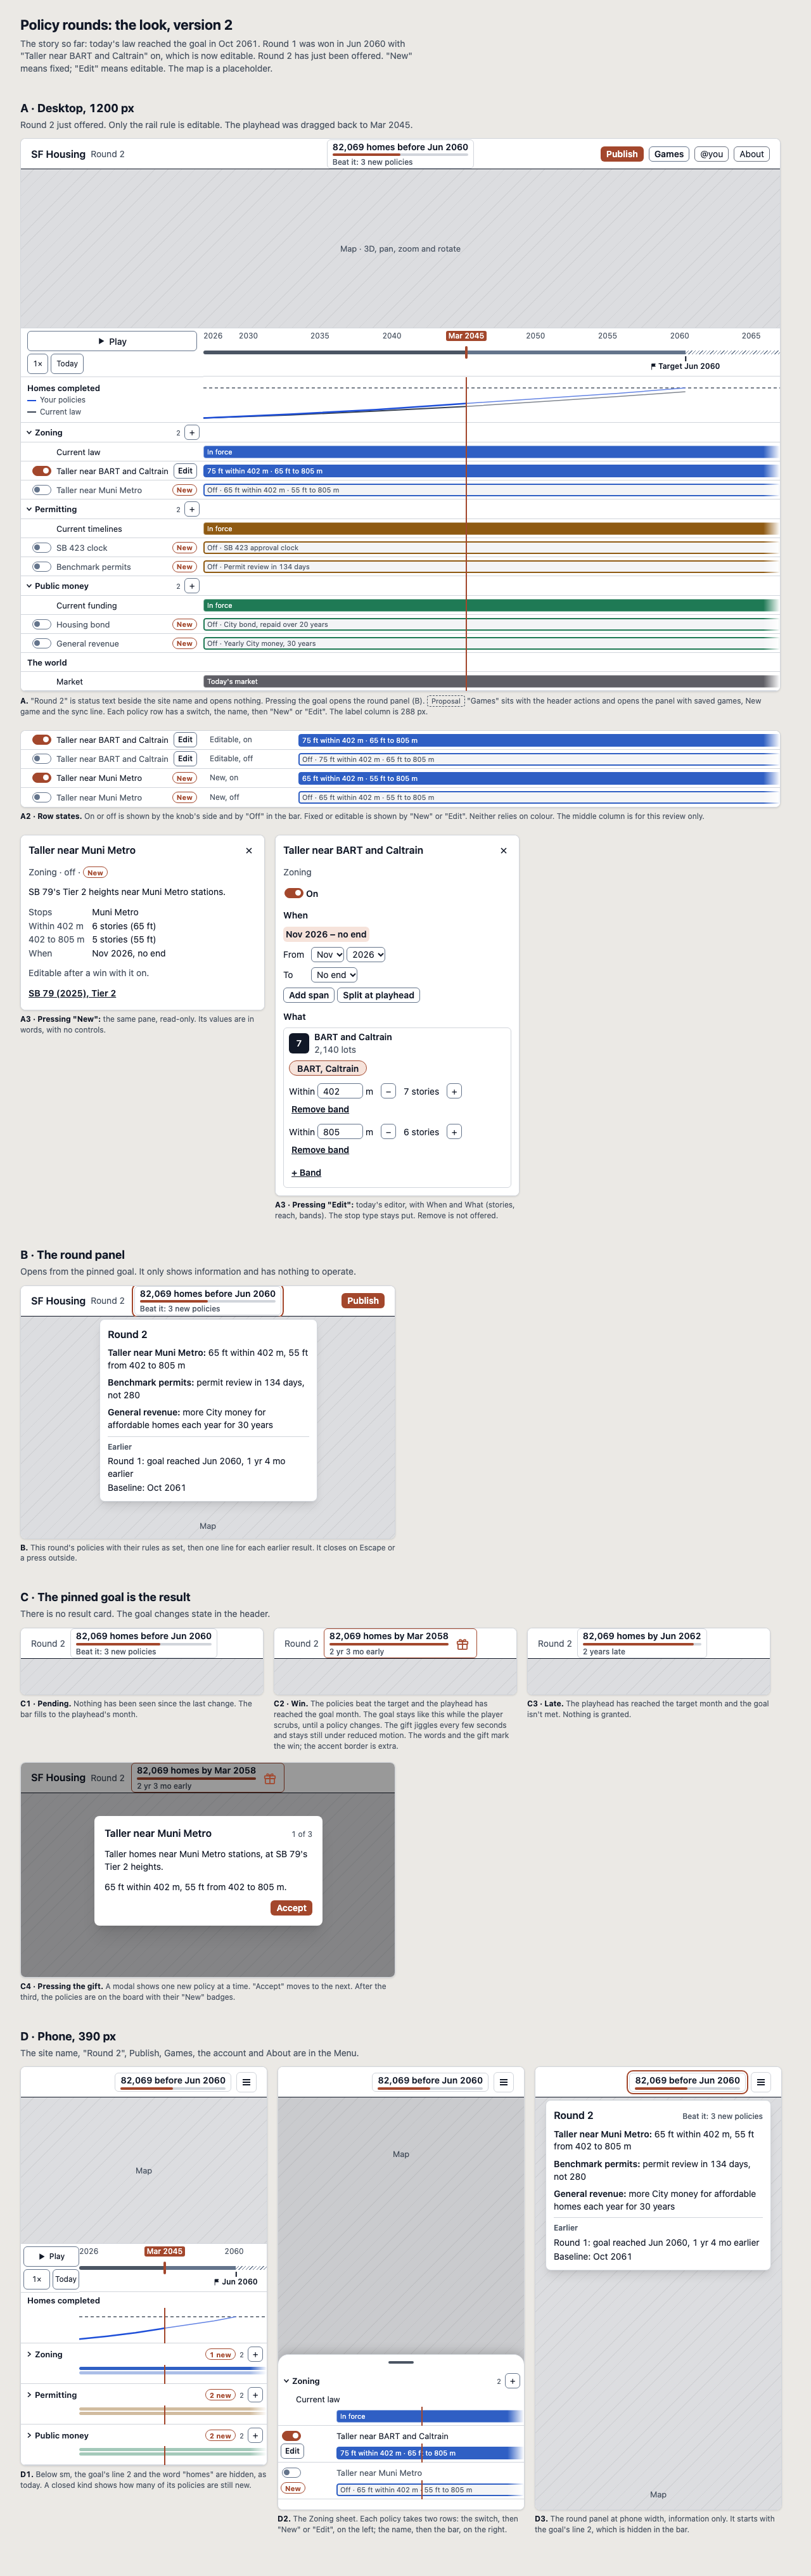 Policy rounds: the look, version 2
The story so far: today's law reached the goal in Oct 2061. Round 1 was won in Jun 2060 with
"Taller near BART and Caltrain" on, which is now editable. Round 2 has just been offered. "New"
means fixed; "Edit" means editable. The map is a placeholder.
A · Desktop, 1200 px
Round 2 just offered. Only the rail rule is editable. The playhead was dragged back to Mar 2045.
SF Housing Round 2
82,069 homes before Jun 2060
Beat it: 3 new policies
Publish Games @you About
Map · 3D, pan, zoom and rotate
Play
1× Today
2026 2030 2035 2040 Mar 2045 2050 2055 2060 2065
Target Jun 2060
Homes completed
Your policies
Current law
Zoning 2 +
Current law In force
Taller near BART and Caltrain Edit 75 ft within 402 m · 65 ft to 805 m
Taller near Muni Metro New Off · 65 ft within 402 m · 55 ft to 805 m
Permitting 2 +
Current timelines In force
SB 423 clock New Off · SB 423 approval clock
Benchmark permits New Off · Permit review in 134 days
Public money 2 +
Current funding In force
Housing bond New Off · City bond, repaid over 20 years
General revenue New Off · Yearly City money, 30 years
The world
Market Today's market
A. "Round 2" is status text beside the site name and opens nothing. Pressing the goal opens the round panel (B). Proposal "Games" sits with the header actions and opens the panel with saved games, New
game and the sync line. Each policy row has a switch, the name, then "New" or "Edit". The label column is 288 px.
Taller near BART and Caltrain Edit Editable, on 75 ft within 402 m · 65 ft to 805 m
Taller near BART and Caltrain Edit Editable, off Off · 75 ft within 402 m · 65 ft to 805 m
Taller near Muni Metro New New, on 65 ft within 402 m · 55 ft to 805 m
Taller near Muni Metro New New, off Off · 65 ft within 402 m · 55 ft to 805 m
A2 · Row states. On or off is shown by the knob's side and by "Off" in the bar. Fixed or editable is shown by "New" or "Edit". Neither relies on colour. The middle column is for this review only.
Taller near Muni Metro ×
Zoning · off · New
SB 79's Tier 2 heights near Muni Metro stations.
Stops Muni Metro
Within 402 m 6 stories (65 ft)
402 to 805 m 5 stories (55 ft)
When Nov 2026, no end
Editable after a win with it on.
SB 79 (2025), Tier 2
A3 · Pressing "New": the same pane, read-only. Its values are in
words, with no controls.
Taller near BART and Caltrain ×
Zoning
On
When
Nov 2026 – no end
From Nov 2026
To No end
Add span Split at playhead
What
7 BART and Caltrain
2,140 lots
BART, Caltrain
Within 402 m − 7 stories +
Remove band
Within 805 m − 6 stories +
Remove band
+ Band
A3 · Pressing "Edit": today's editor, with When and What (stories,
reach, bands). The stop type stays put. Remove is not offered.
B · The round panel
Opens from the pinned goal. It only shows information and has nothing to operate.
SF Housing Round 2
82,069 homes before Jun 2060
Beat it: 3 new policies
Publish
Round 2
Taller near Muni Metro: 65 ft within 402 m, 55 ft
from 402 to 805 m
Benchmark permits: permit review in 134 days,
not 280
General revenue: more City money for
affordable homes each year for 30 years
Earlier
Round 1: goal reached Jun 2060, 1 yr 4 mo
earlier
Baseline: Oct 2061
Map
B. This round's policies with their rules as set, then one line for each earlier result. It closes on Escape or
a press outside.
C · The pinned goal is the result
There is no result card. The goal changes state in the header.
Round 2
82,069 homes before Jun 2060
Beat it: 3 new policies
C1 · Pending. Nothing has been seen since the last change. The
bar fills to the playhead's month.
Round 2
82,069 homes by Mar 2058
2 yr 3 mo early
C2 · Win. The policies beat the target and the playhead has
reached the goal month. The goal stays like this while the player
scrubs, until a policy changes. The gift jiggles every few seconds
and stays still under reduced motion. The words and the gift mark
the win; the accent border is extra.
Round 2
82,069 homes by Jun 2062
2 years late
C3 · Late. The playhead has reached the target month and the goal
isn't met. Nothing is granted.
SF Housing Round 2
82,069 homes by Mar 2058
2 yr 3 mo early
Taller near Muni Metro 1 of 3
Taller homes near Muni Metro stations, at SB 79's
Tier 2 heights.
65 ft within 402 m, 55 ft from 402 to 805 m.
Accept
C4 · Pressing the gift. A modal shows one new policy at a time. "Accept" moves to the next. After the
third, the policies are on the board with their "New" badges.
D · Phone, 390 px
The site name, "Round 2", Publish, Games, the account and About are in the Menu.
82,069 before Jun 2060
Map
Play
1× Today
2026 Mar 2045 2060
Jun 2060
Homes completed
Zoning 1 new 2 +
Permitting 2 new 2 +
Public money 2 new 2 +
D1. Below sm, the goal's line 2 and the word "homes" are hidden, as
today. A closed kind shows how many of its policies are still new.
82,069 before Jun 2060
Map
Zoning 2 +
Current law
In force
Taller near BART and Caltrain
Edit 75 ft within 402 m · 65 ft to 805 m
Taller near Muni Metro
New Off · 65 ft within 402 m · 55 ft to 805 m
D2. The Zoning sheet. Each policy takes two rows: the switch, then
"New" or "Edit", on the left; the name, then the bar, on the right.
82,069 before Jun 2060
Round 2 Beat it: 3 new policies
Taller near Muni Metro: 65 ft within 402 m, 55 ft
from 402 to 805 m
Benchmark permits: permit review in 134 days,
not 280
General revenue: more City money for affordable
homes each year for 30 years
Earlier
Round 1: goal reached Jun 2060, 1 yr 4 mo earlier
Baseline: Oct 2061
Map
D3. The round panel at phone width, information only. It starts with
the goal's line 2, which is hidden in the bar.